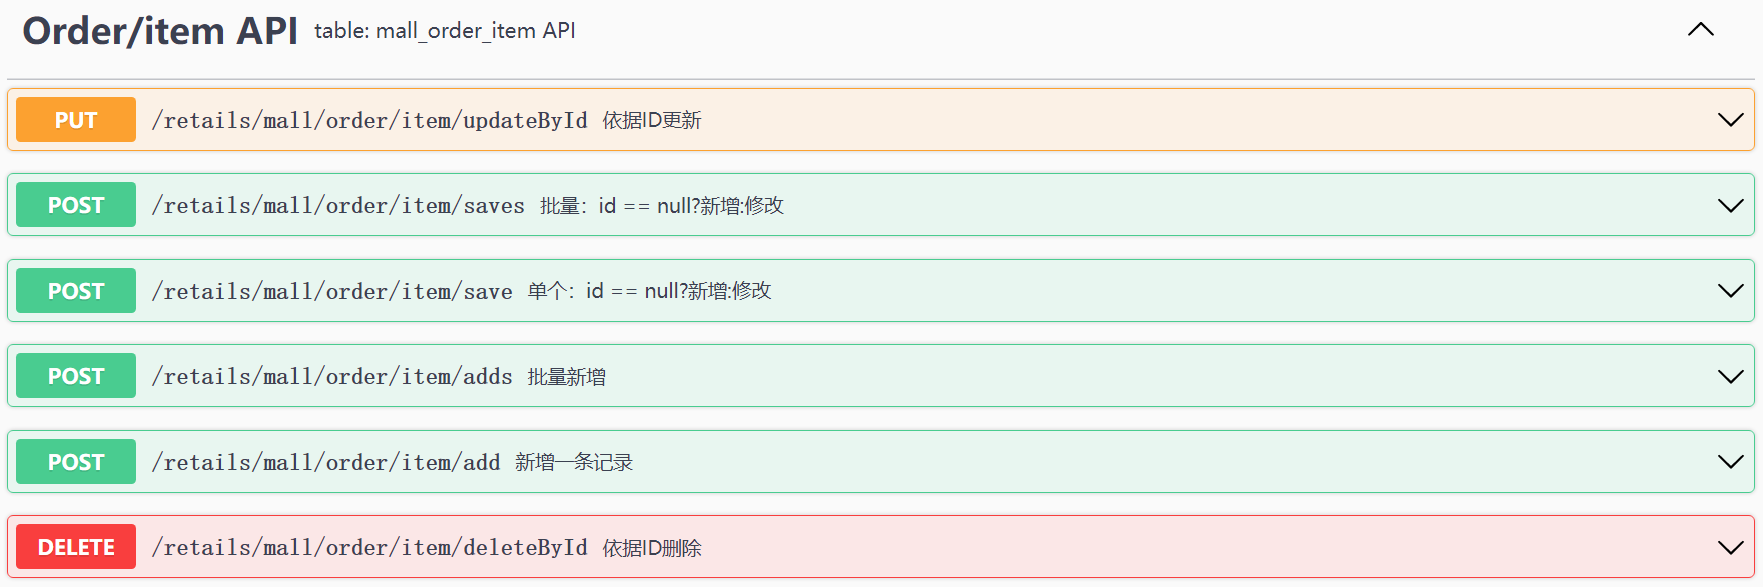 Order/item API table: mall_order_item API
PUT /retails/mall/order/item/updateById 依据ID更新
POST /retails/mall/order/item/saves 批量：id == null?新增:修改
POST /retails/mall/order/item/save 单个：id == null?新增:修改
POST /retails/mall/order/item/adds 批量新增
POST /retails/mall/order/item/add 新增一条记录
DELETE /retails/mall/order/item/deleteById 依据ID删除